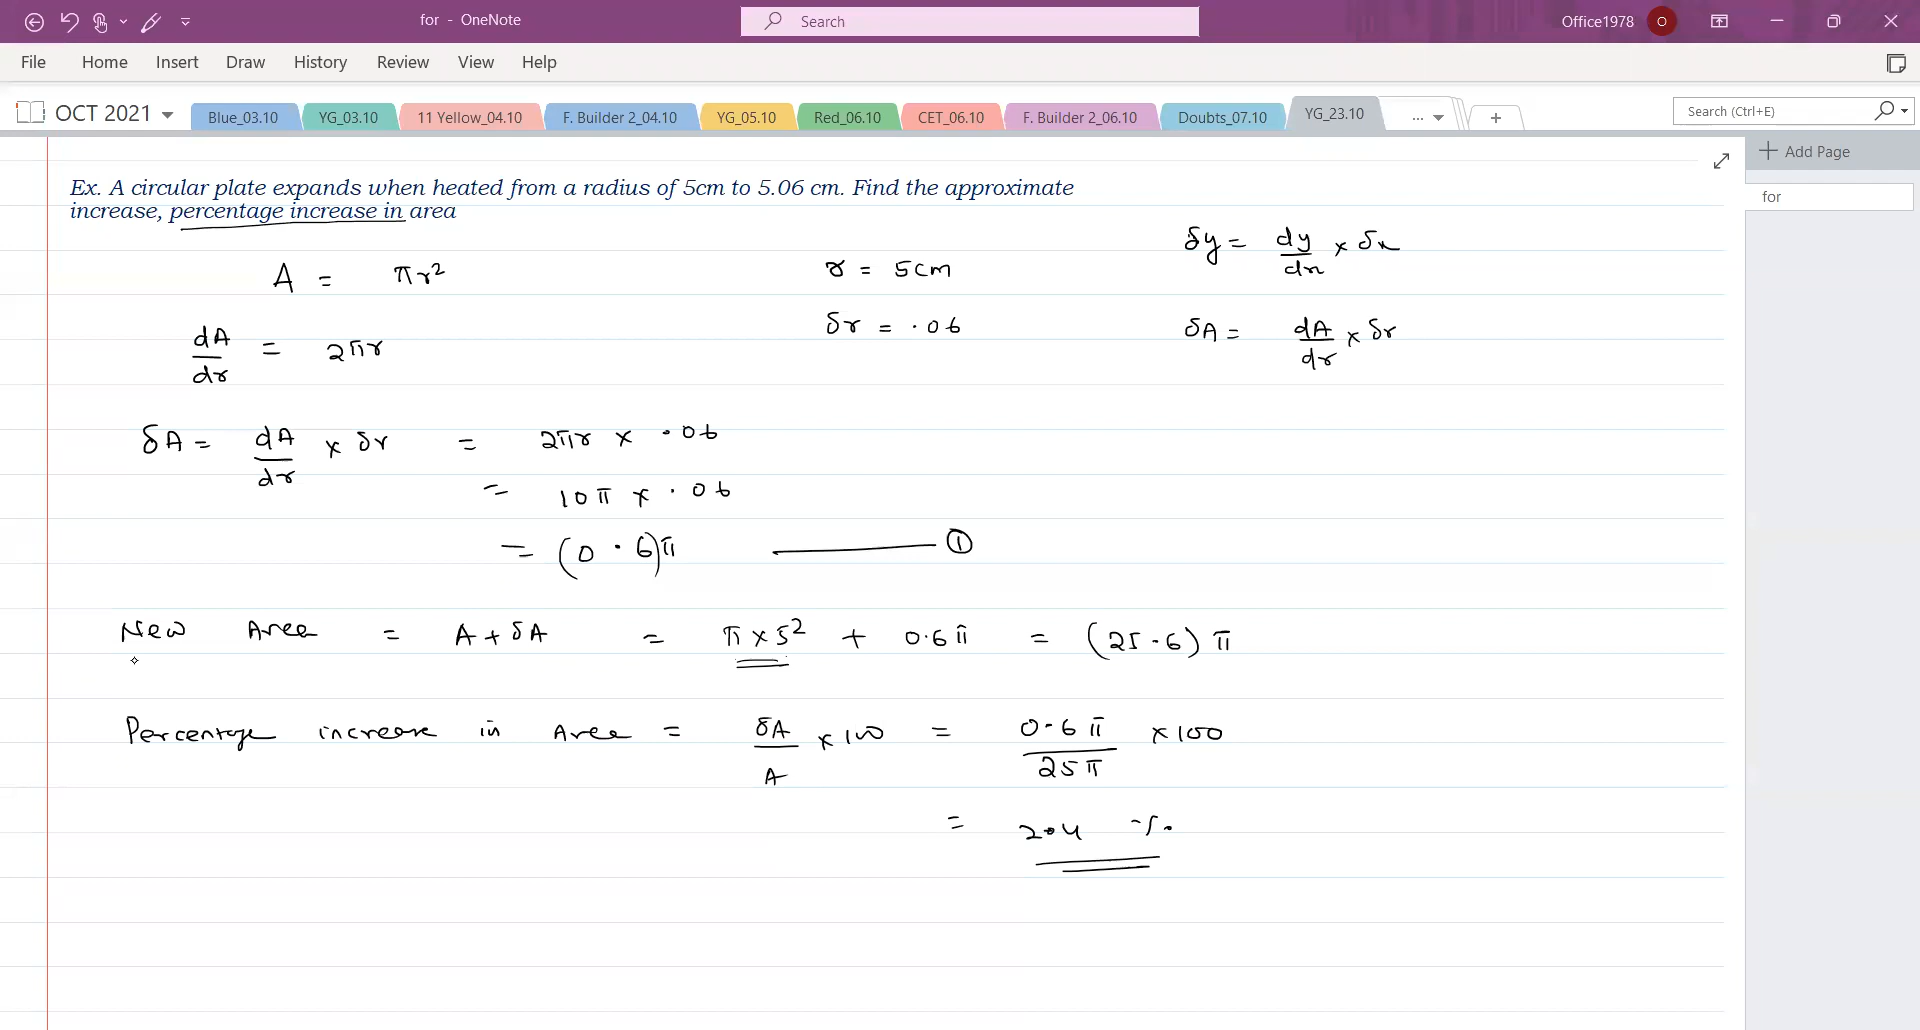 for - OneNote
Search
Office1978
O
File Home Insert Draw History Review View Help
OCT 2021
Blue_03.10 YG_03.10 11 Yellow_04.10 F. Builder 2_04.10 YG_05.10 Red_06.10 CET_06.10 F. Builder 2_06.10 Doubts_07.10 YG_23.10 ... +
Search (Ctrl+E)
Add Page
for
Ex. A circular plate expands when heated from a radius of 5cm to 5.06 cm. Find the approximate
increase, percentage increase in area
A = πr²
r = 5cm
δy = dy/dx × δx
dA/dr = 2πr
δr = .06
δA = dA/dr × δr
δA = dA/dr × δr = 2πr × .06
= 10π × .06
= (0.6)π ——— ①
New Area = A + δA = π × 5² + 0.6π = (25.6) π
Percentage increase in Area = δA/A × 100 = 0.6π/25π × 100
= 2.4 %